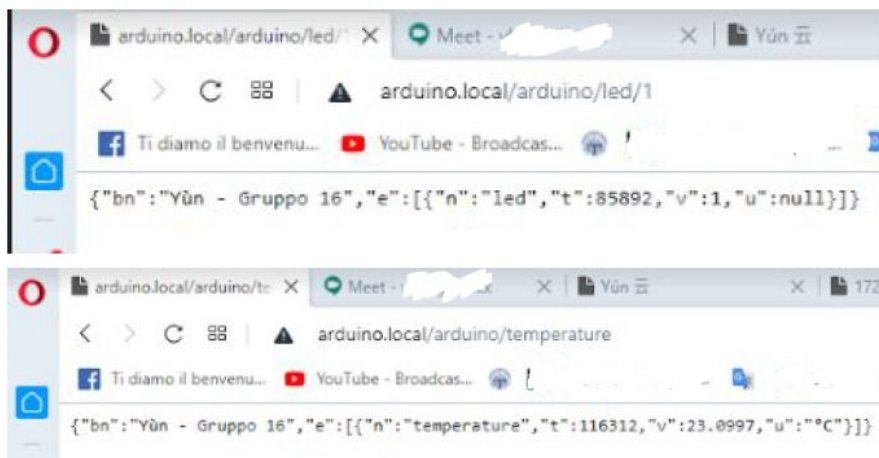 arduino.local/arduino/led/ Meet - Yún 云
arduino.local/arduino/led/1
Ti diamo il benvenu... YouTube - Broadcas... ...
{"bn":"Yùn - Gruppo 16","e":[{"n":"led","t":85892,"v":1,"u":null}]}
arduino.local/arduino/te Meet - Yún 云 172
arduino.local/arduino/temperature
Ti diamo il benvenu... YouTube - Broadcas...
{"bn":"Yùn - Gruppo 16","e":[{"n":"temperature","t":116312,"v":23.0997,"u":"°C"}]}